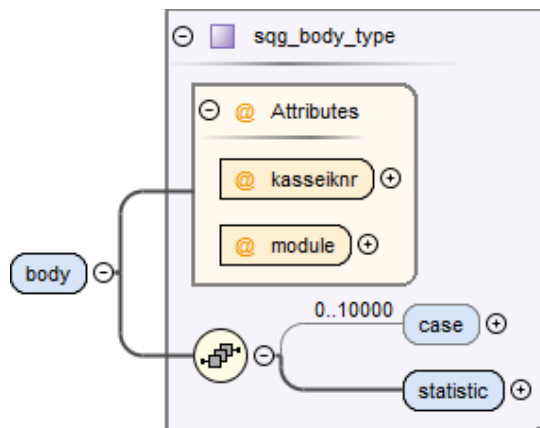 sqg_body_type
@ Attributes
@ kasseiknr
@ module
body
0..10000
case
statistic